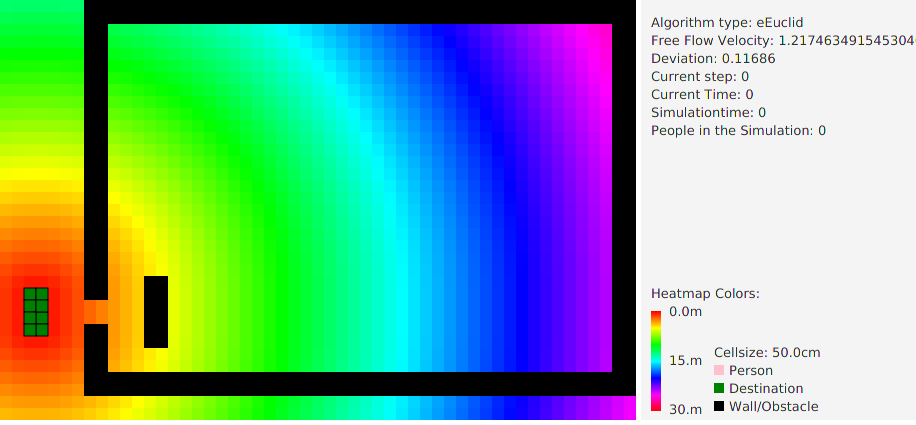 Algorithm type: eEuclid
Free Flow Velocity: 1.217463491545304
Deviation: 0.11686
Current step: 0
Current Time: 0
Simulationtime: 0
People in the Simulation: 0
Heatmap Colors:
0.0m
15.m
30.m
Cellsize: 50.0cm
Person
Destination
Wall/Obstacle